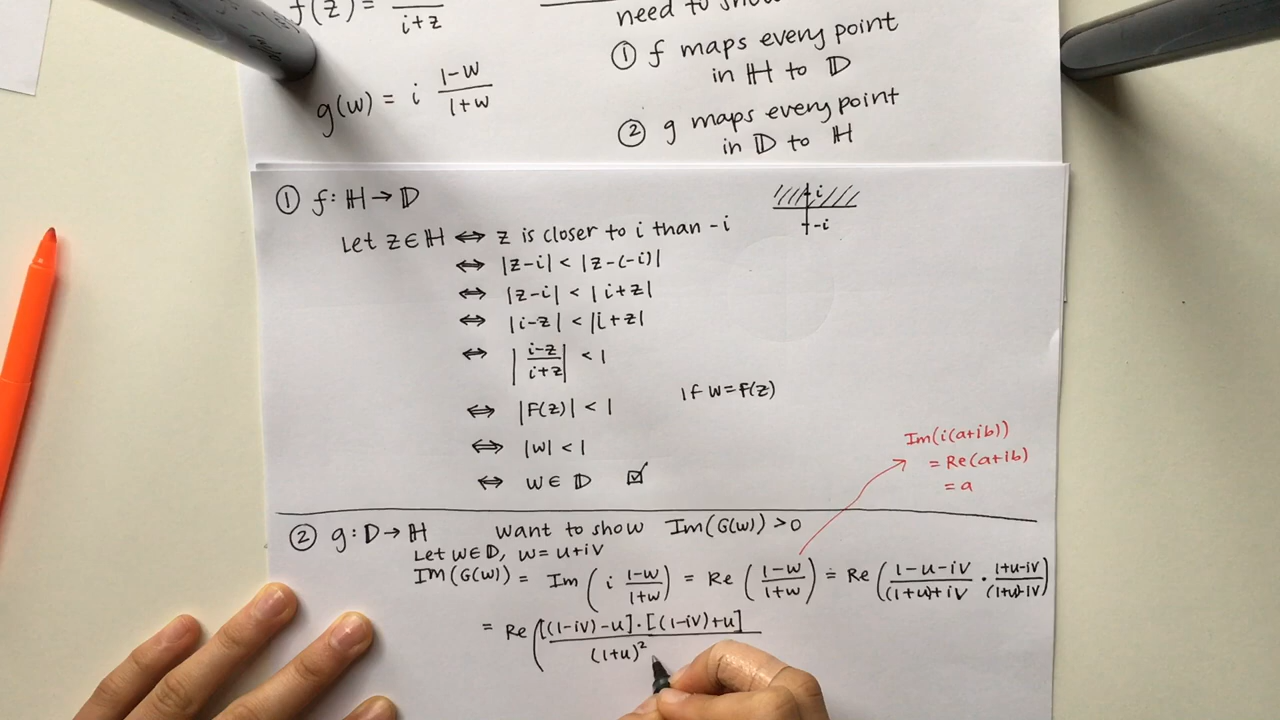 f(z) = / i+z
need to show
① f maps every point
in ℍ to 𝔻
g(w) = i (1-w)/(1+w)
② g maps every point
in 𝔻 to ℍ
① f: ℍ → 𝔻
i
-i
Let z ∈ ℍ ⟺ z is closer to i than -i
⟺ |z-i| < |z-(-i)|
⟺ |z-i| < |i+z|
⟺ |i-z| < |i+z|
⟺ |(i-z)/(i+z)| < 1
⟺ |F(z)| < 1 If w=F(z)
⟺ |w| < 1
⟺ w ∈ 𝔻 ☑
Im(i(a+ib))
= Re(a+ib)
= a
② g: 𝔻 → ℍ want to show Im(G(w)) > 0
Let w ∈ 𝔻, w = u+iv
Im(G(w)) = Im(i (1-w)/(1+w)) = Re((1-w)/(1+w)) = Re((1-u-iv)/((1+u)+iv) · (1+u-iv)/((1+u)-iv))
= Re([(1-iv)-u]·[(1-iv)+u] / (1+u)²